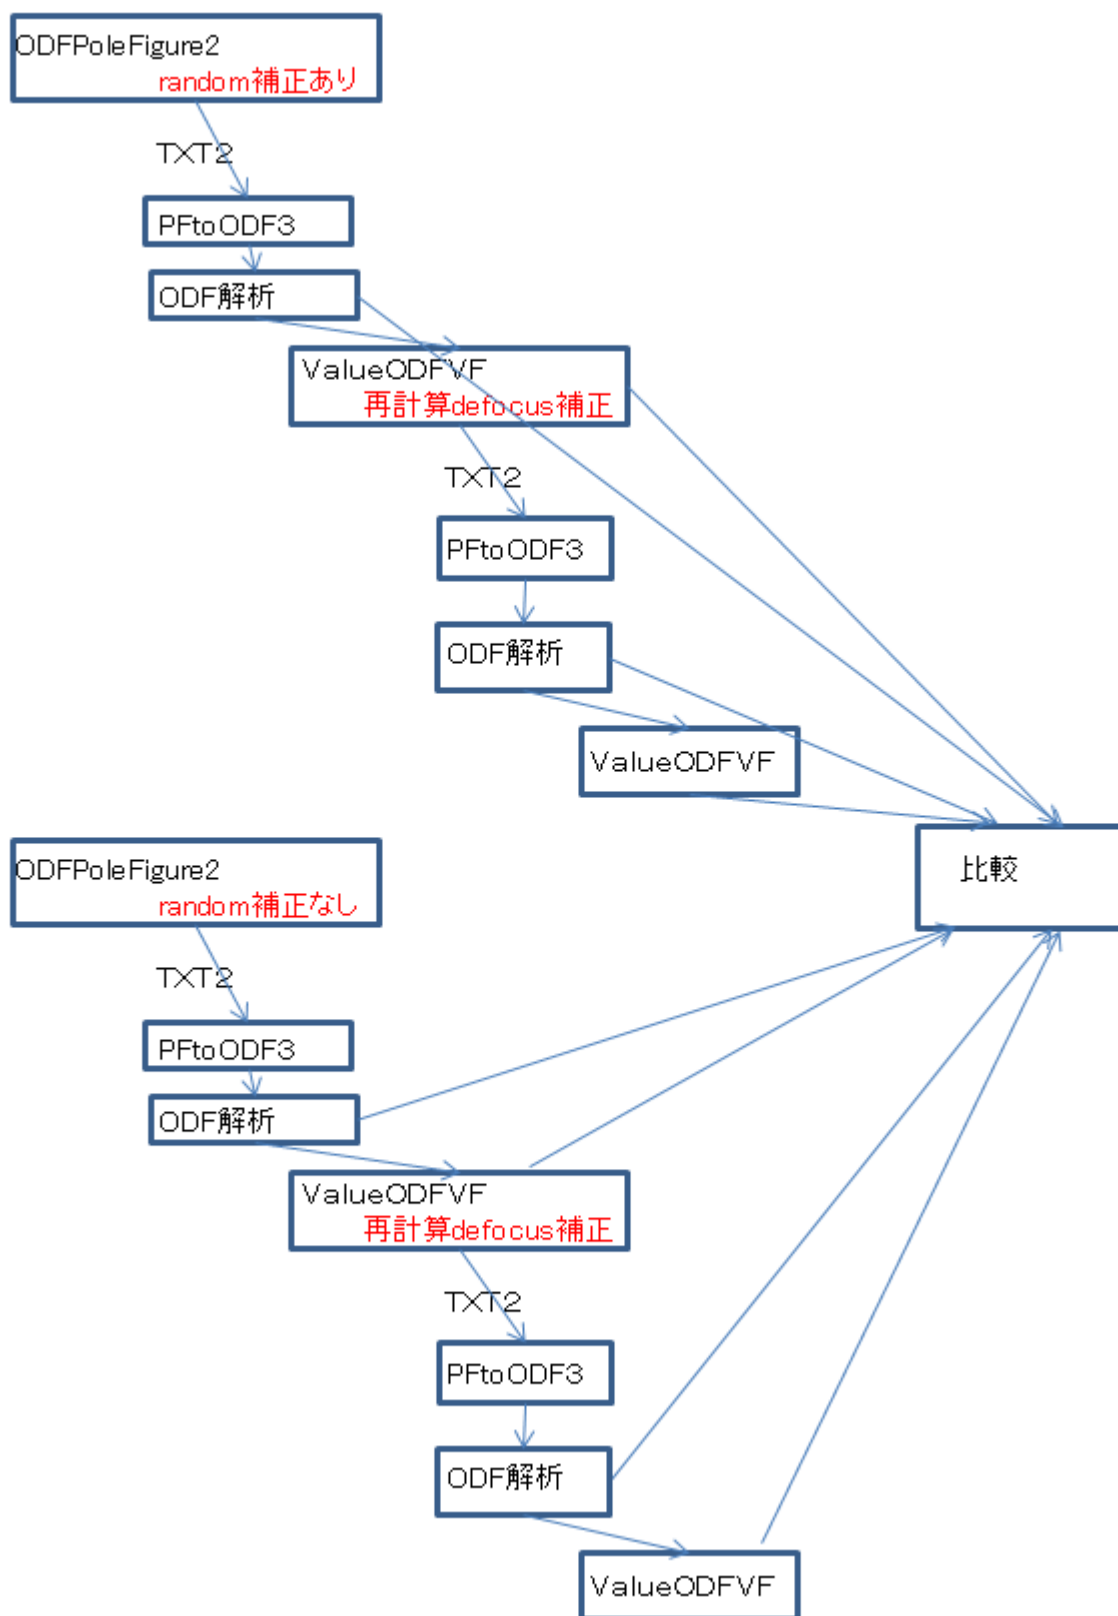 ODFPoleFigure2
random補正あり
TXT2
PFtoODF3
ODF解析
ValueODFVF
再計算defocus補正
TXT2
PFtoODF3
ODF解析
ValueODFVF
比較
ODFPoleFigure2
random補正なし
TXT2
PFtoODF3
ODF解析
ValueODFVF
再計算defocus補正
TXT2
PFtoODF3
ODF解析
ValueODFVF